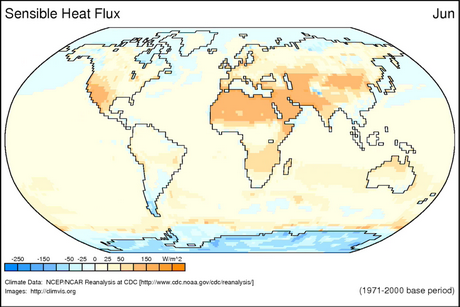 Sensible Heat Flux
Jun
-250 -150 -50 -25 0 25 50 150 W/m^2
Climate Data: NCEP/NCAR Reanalysis at CDC [http://www.cdc.noaa.gov/cdc/reanalysis/]
Images: http://climvis.org
(1971-2000 base period)